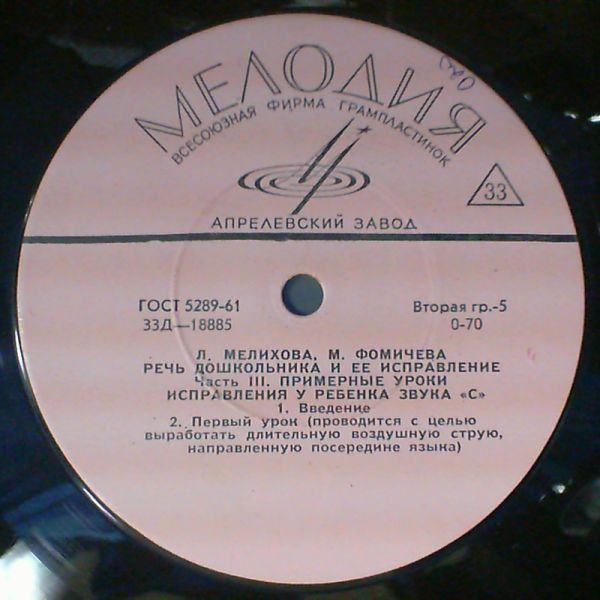 МЕЛОДИЯ
ВСЕСОЮЗНАЯ ФИРМА ГРАМПЛАСТИНОК
33
АПРЕЛЕВСКИЙ ЗАВОД
ГОСТ 5289-61
Вторая гр.-5
33Д—18885
0-70
Л. МЕЛИХОВА, М. ФОМИЧЕВА
РЕЧЬ ДОШКОЛЬНИКА И ЕЕ ИСПРАВЛЕНИЕ
Часть III. ПРИМЕРНЫЕ УРОКИ
ИСПРАВЛЕНИЯ У РЕБЕНКА ЗВУКА «С»
1. Введение
2. Первый урок (проводится с целью
выработать длительную воздушную струю,
направленную посередине языка)